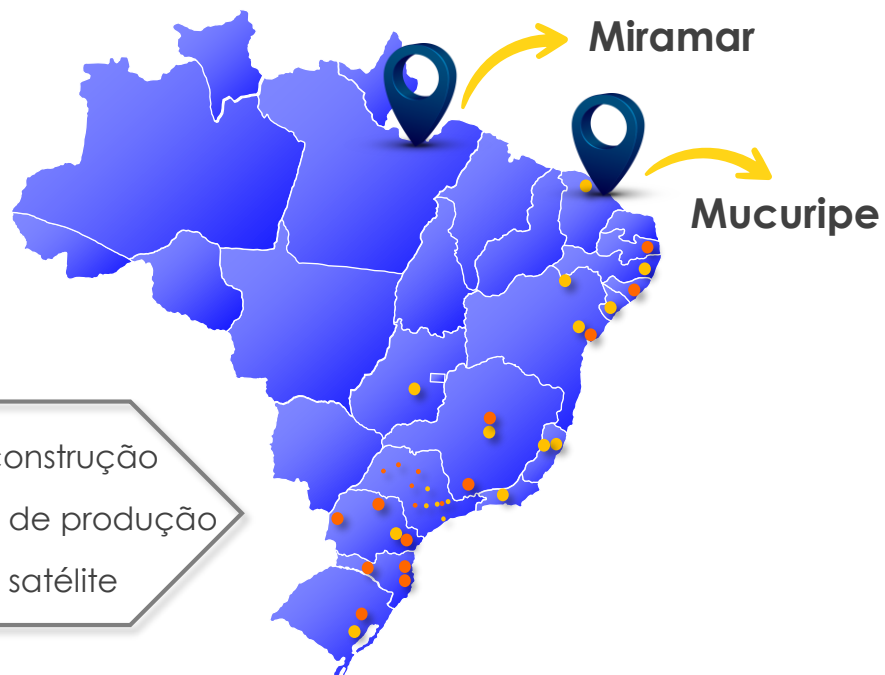 Miramar
Mucuripe
construção
de produção
satélite